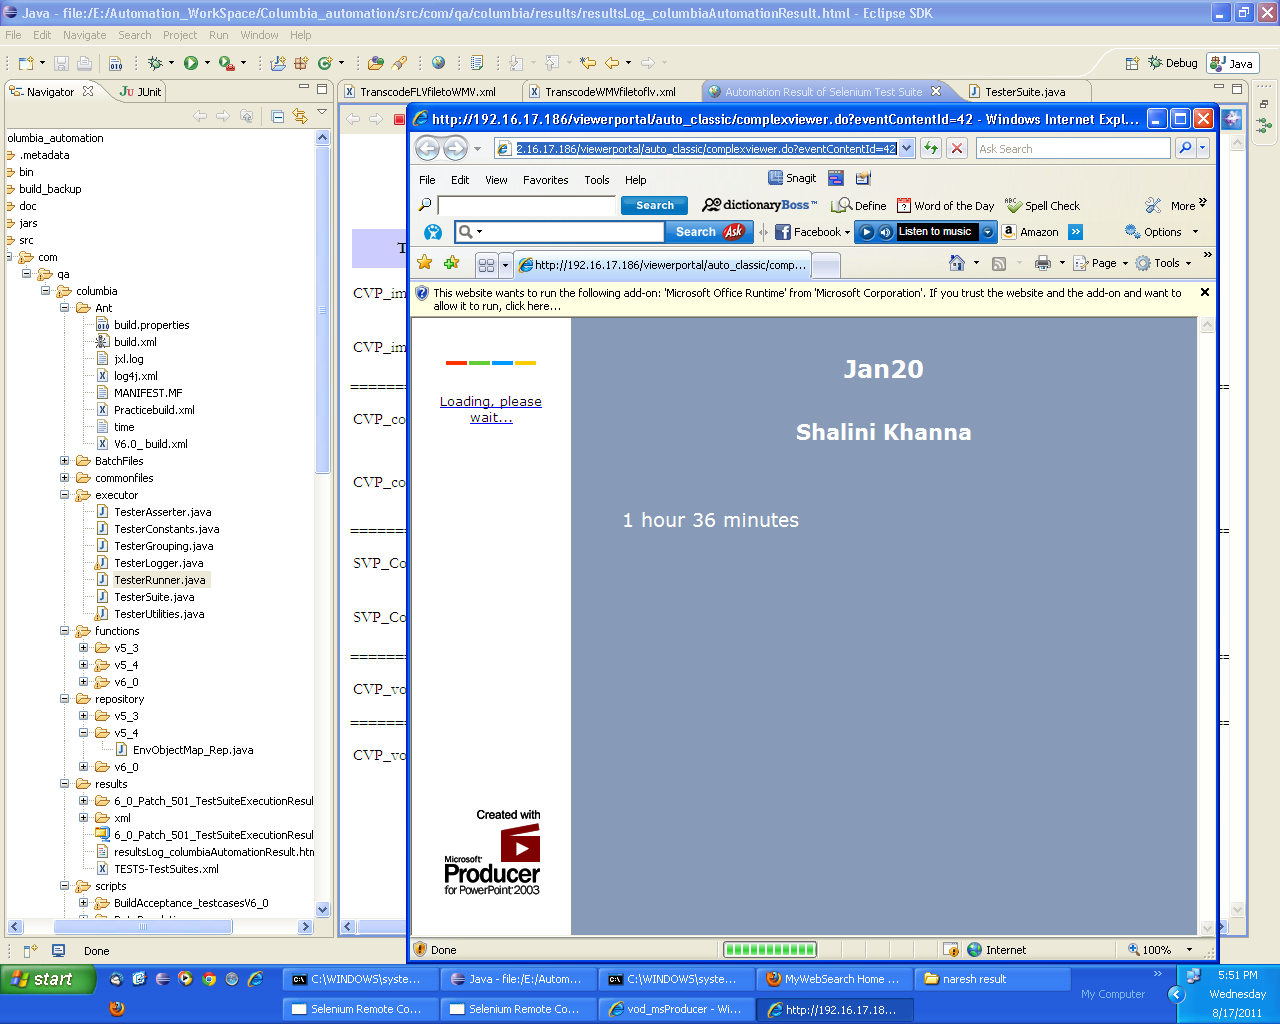 Java - file:/E:/Automation_WorkSpace/Columbia_automation/src/com/qa/columbia/results/resultsLog_columbiaAutomationResult.html - Eclipse SDK
File Edit Navigate Search Project Run Window Help
Debug Java
Navigator JUnit
TranscodeFLVfiletoWMV.xml TranscodeWMVfiletoflv.xml Automation Result of Selenium Test Suite TesterSuite.java
olumbia_automation
.metadata
bin
build_backup
doc
jars
src
com
qa
columbia
Ant
build.properties
build.xml
jxl.log
log4j.xml
MANIFEST.MF
Practicebuild.xml
time
V6.0_ build.xml
BatchFiles
commonfiles
executor
TesterAsserter.java
TesterConstants.java
TesterGrouping.java
TesterLogger.java
TesterRunner.java
TesterSuite.java
TesterUtilities.java
functions
v5_3
v5_4
v6_0
repository
v5_3
v5_4
EnvObjectMap_Rep.java
v6_0
results
6_0_Patch_501_TestSuiteExecutionResul
xml
6_0_Patch_501_TestSuiteExecutionResul
resultsLog_columbiaAutomationResult.htm
TESTS-TestSuites.xml
scripts
BuildAcceptance_testcasesV6_0
T
CVP_im
CVP_im
CVP_co
CVP_co
SVP_Co
SVP_Co
CVP_vo
CVP_vo
http://192.16.17.186/viewerportal/auto_classic/complexviewer.do?eventContentId=42 - Windows Internet Expl...
2.16.17.186/viewerportal/auto_classic/complexviewer.do?eventContentId=42 Ask Search
File Edit View Favorites Tools Help Snagit
Search dictionaryBoss™ Define Word of the Day ABC Spell Check More
Search Ask Facebook Listen to music Amazon Options
http://192.16.17.186/viewerportal/auto_classic/comp... Page Tools
This website wants to run the following add-on: 'Microsoft Office Runtime' from 'Microsoft Corporation'. If you trust the website and the add-on and want to
allow it to run, click here...
Loading, please
wait...
Jan20
Shalini Khanna
1 hour 36 minutes
Created with
Microsoft
Producer
for PowerPoint 2003
Done Internet 100%
Done
start C:\WINDOWS\syste... Java - file:/E:/Autom... C:\WINDOWS\syste... MyWebSearch Home ... naresh result
Selenium Remote Co... Selenium Remote Co... vod_msProducer - Wi... http://192.16.17.18...
My Computer
5:51 PM
Wednesday
8/17/2011